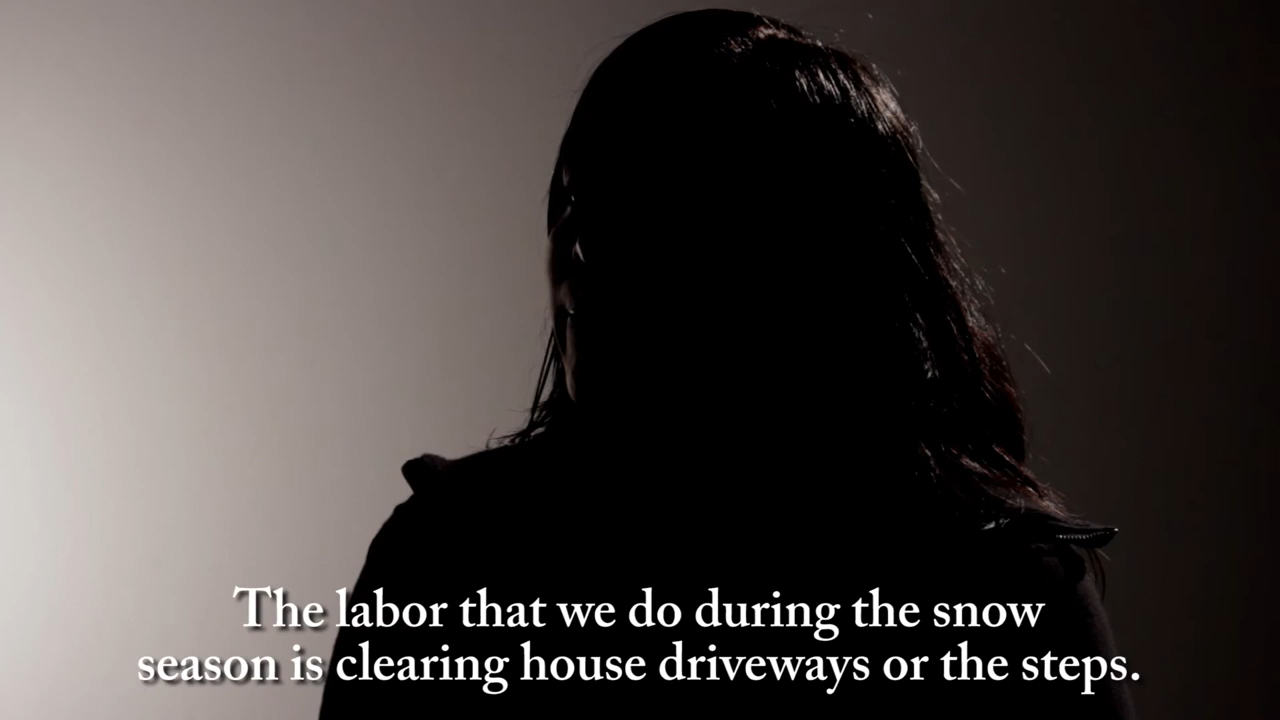 The labor that we do during the snow
season is clearing house driveways or the steps.